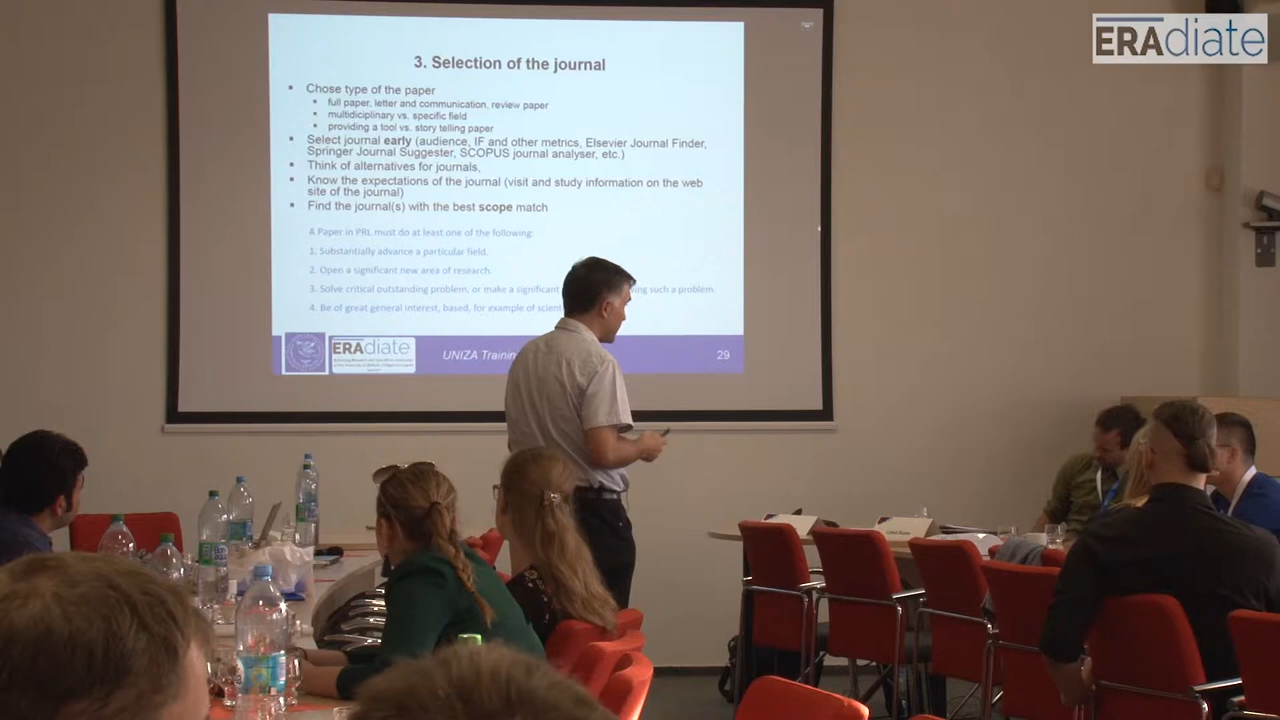 ERAdiate
3. Selection of the journal
Chose type of the paper
full paper, letter and communication, review paper
multidiciplinary vs. specific field
providing a tool vs. story telling paper
Select journal early (audience, IF and other metrics, Elsevier Journal Finder,
Springer Journal Suggester, SCOPUS journal analyser, etc.)
Think of alternatives for journals,
Know the expectations of the journal (visit and study information on the web
site of the journal)
Find the journal(s) with the best scope match
A Paper in PRL must do at least one of the following:
1. Substantially advance a particular field.
2. Open a significant new area of research.
3. Solve critical outstanding problem, or make a significant such a problem.
4. Be of great general interest, based, for example of
ERAdiate
UNIZA
29